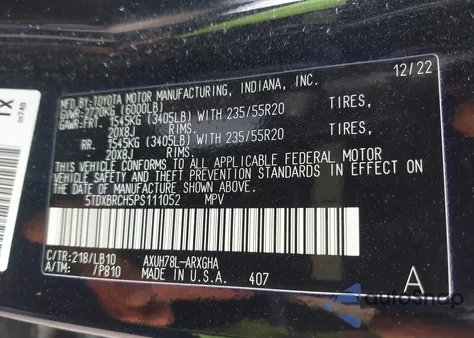 MFD.BY:TOYOTA MOTOR MANUFACTURING, INDIANA, INC. 12/22
GVWR:2720KG (6000LB)
GAWR:FRT 1545KG (3405LB) WITH 235/55R20 TIRES,
20X8J RIMS.
RR. 1545KG (3405LB) WITH 235/55R20 TIRES,
20X8J RIMS.
THIS VEHICLE CONFORMS TO ALL APPLICABLE FEDERAL MOTOR
VEHICLE SAFETY AND THEFT PREVENTION STANDARDS IN EFFECT ON
THE DATE OF MANUFACTURE SHOWN ABOVE.
5TDXBRCH5PS111052 MPV
C/TR:218/LB10 AXUH78L-ARXGHA
A/TM: /P810 MADE IN U.S.A. 407 A
autosnap